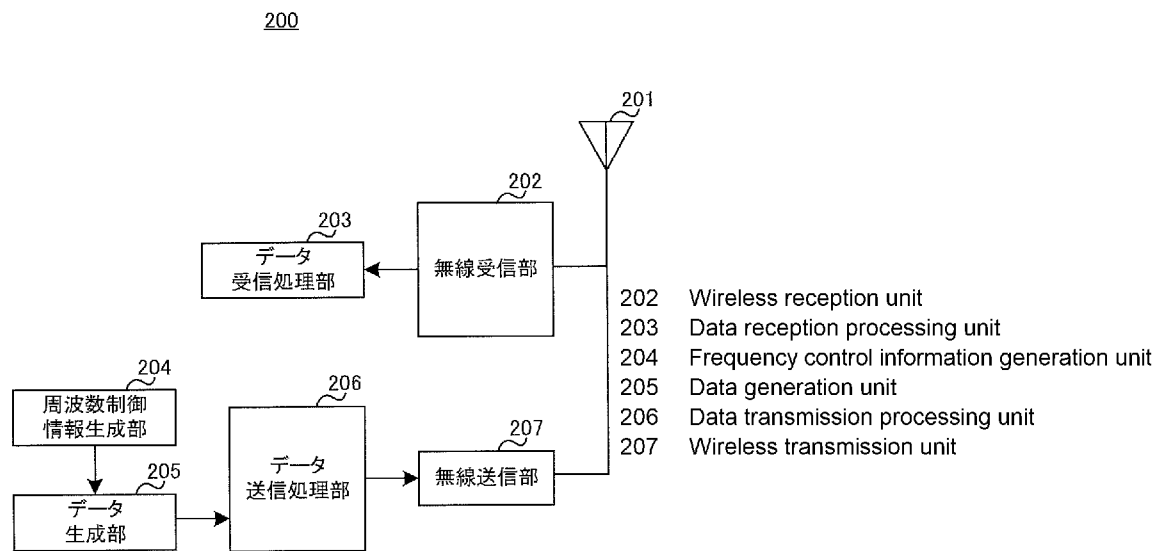 200
201
202
203
データ
受信処理部
無線受信部
202 Wireless reception unit
203 Data reception processing unit
204 Frequency control information generation unit
205 Data generation unit
206 Data transmission processing unit
207 Wireless transmission unit
204
周波数制御
情報生成部
206
データ
送信処理部
207
無線送信部
205
データ
生成部